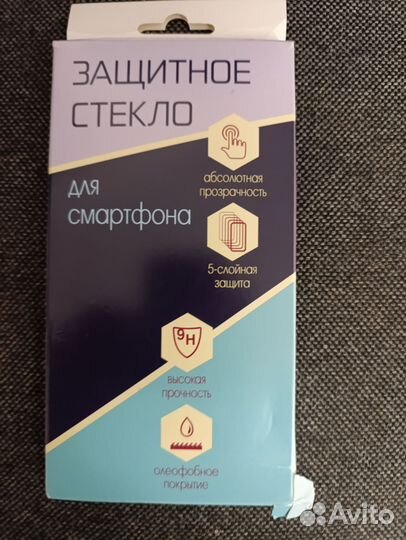 ЗАЩИТНОЕ
СТЕКЛО
для
смартфона
абсолютная
прозрачность
5-слойная
защита
9H
высокая
прочность
олеофобное
покрытие
Avito